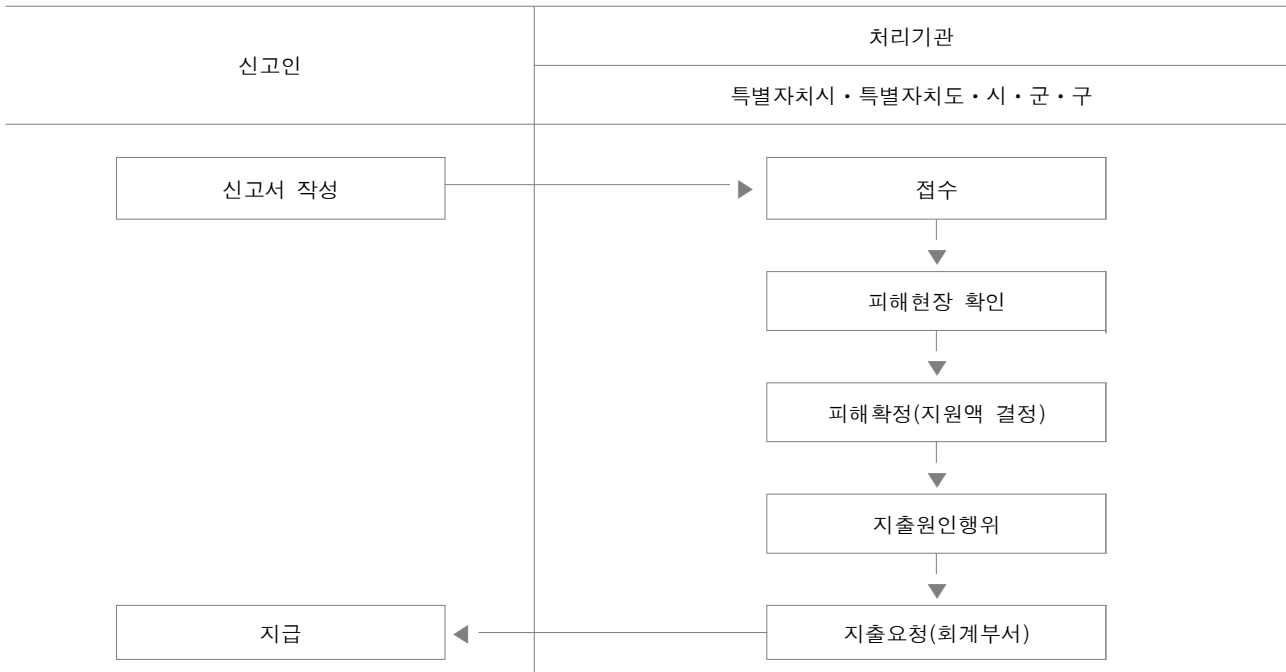 신고인
처리기관
특별자치시・특별자치도・시・군・구
신고서 작성
접수
피해현장 확인
피해확정(지원액 결정)
지출원인행위
지급
지출요청(회계부서)